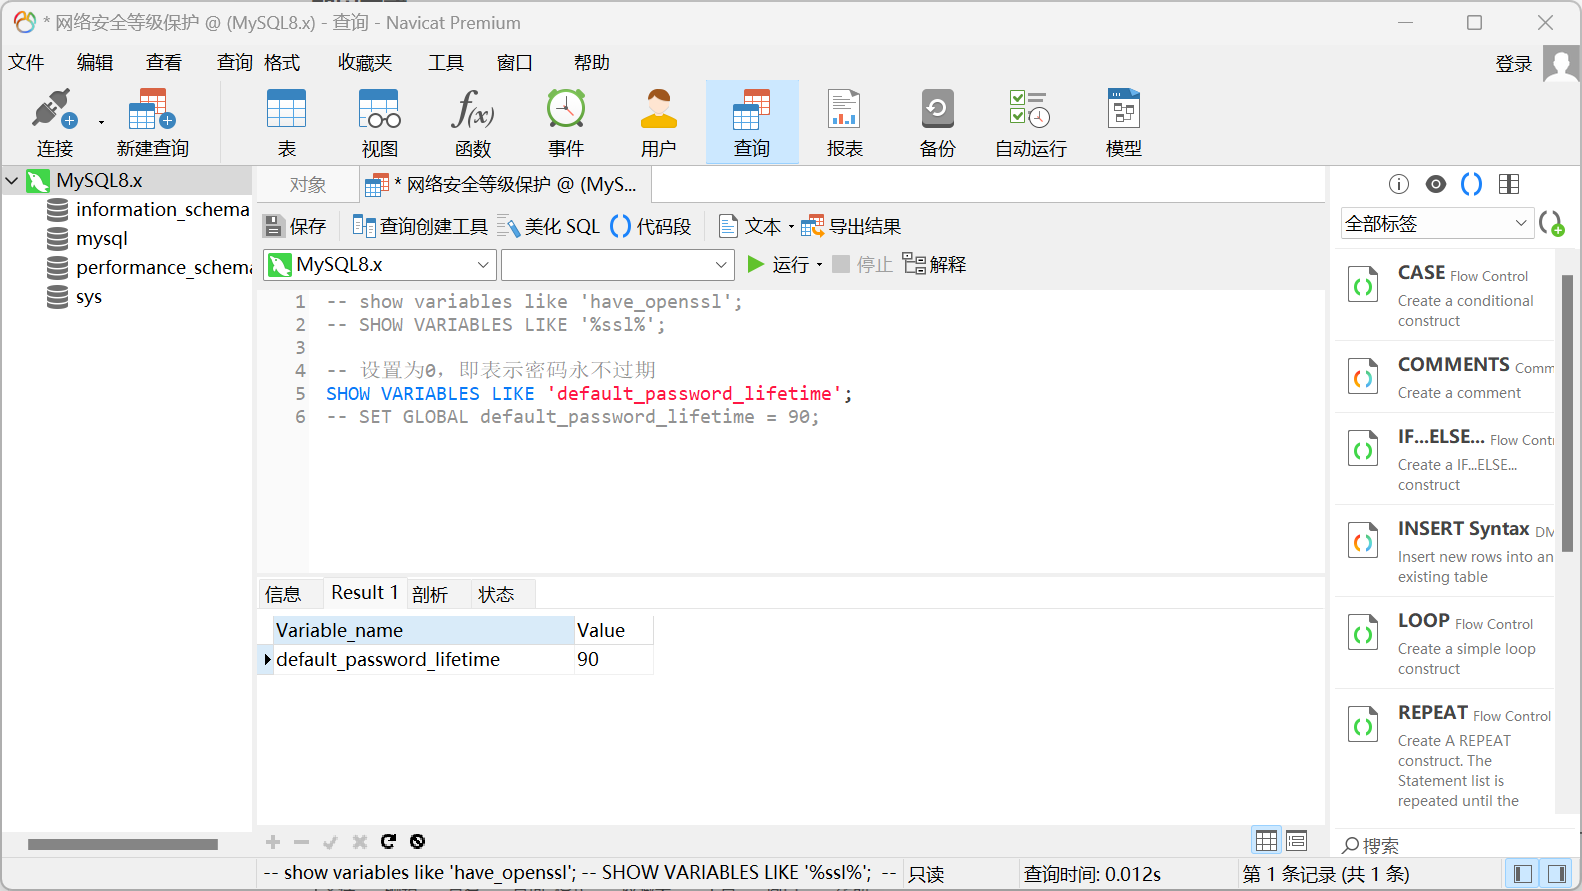 * 网络安全等级保护 @ (MySQL8.x) - 查询 - Navicat Premium
文件 编辑 查看 查询 格式 收藏夹 工具 窗口 帮助 登录
连接 新建查询 表 视图 f(x) 函数 事件 用户 查询 报表 备份 自动运行 模型
MySQL8.x
information_schema
mysql
performance_schema
sys
对象 * 网络安全等级保护 @ (MyS...
保存 查询创建工具 美化 SQL 代码段 文本 导出结果
MySQL8.x 运行 停止 解释
1 -- show variables like 'have_openssl';
2 -- SHOW VARIABLES LIKE '%ssl%';
3
4 -- 设置为0，即表示密码永不过期
5 SHOW VARIABLES LIKE 'default_password_lifetime';
6 -- SET GLOBAL default_password_lifetime = 90;
信息 Result 1 剖析 状态
Variable_name Value
default_password_lifetime 90
全部标签
CASE Flow Control
Create a conditional
construct
COMMENTS Comm
Create a comment
IF...ELSE... Flow Cont
Create a IF...ELSE...
construct
INSERT Syntax DM
Insert new rows into an
existing table
LOOP Flow Control
Create a simple loop
construct
REPEAT Flow Control
Create A REPEAT
construct. The
Statement list is
repeated until the
搜索
-- show variables like 'have_openssl'; -- SHOW VARIABLES LIKE '%ssl%'; -- 只读 查询时间: 0.012s 第 1 条记录 (共 1 条)